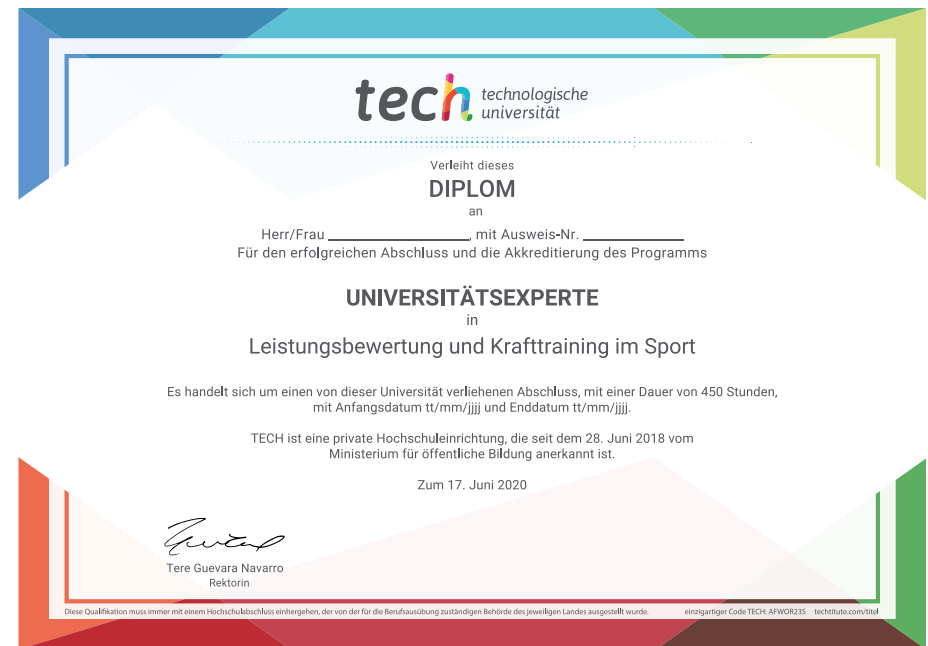 tech technologische
universität
Verleiht dieses
DIPLOM
an
Herr/Frau ____________________, mit Ausweis-Nr. ______________
Für den erfolgreichen Abschluss und die Akkreditierung des Programms
UNIVERSITÄTSEXPERTE
in
Leistungsbewertung und Krafttraining im Sport
Es handelt sich um einen von dieser Universität verliehenen Abschluss, mit einer Dauer von 450 Stunden,
mit Anfangsdatum tt/mm/jjjj und Enddatum tt/mm/jjjj.
TECH ist eine private Hochschuleinrichtung, die seit dem 28. Juni 2018 vom
Ministerium für öffentliche Bildung anerkannt ist.
Zum 17. Juni 2020
Tere Guevara Navarro
Rektorin
Diese Qualifikation muss immer mit einem Hochschulabschluss einhergehen, der von der für die Berufsausübung zuständigen Behörde des jeweiligen Landes ausgestellt wurde. einzigartiger Code TECH: AFWOR23S techtitute.com/titel